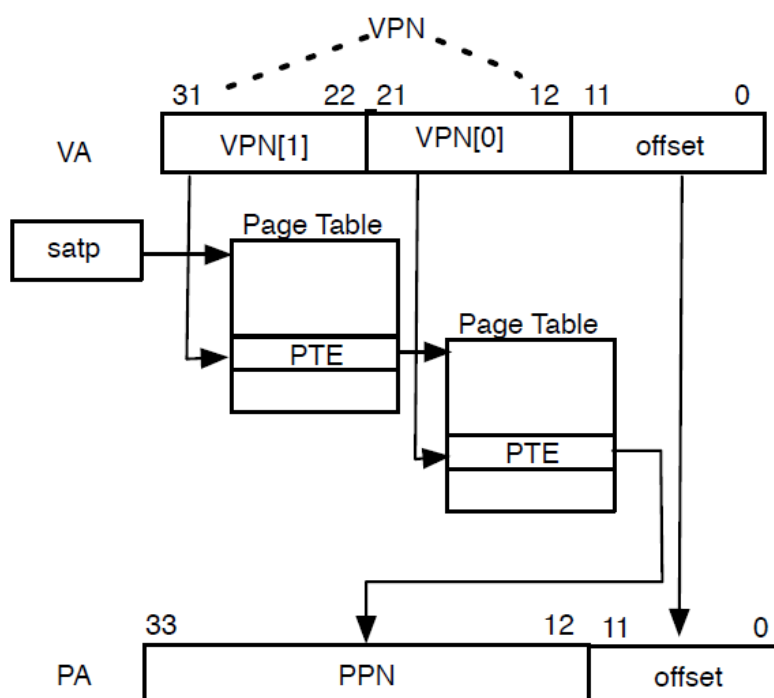 VPN
31 22 21 12 11 0
VA VPN[1] VPN[0] offset
Page Table
satp
Page Table
PTE
PTE
33 12 11 0
PA PPN offset